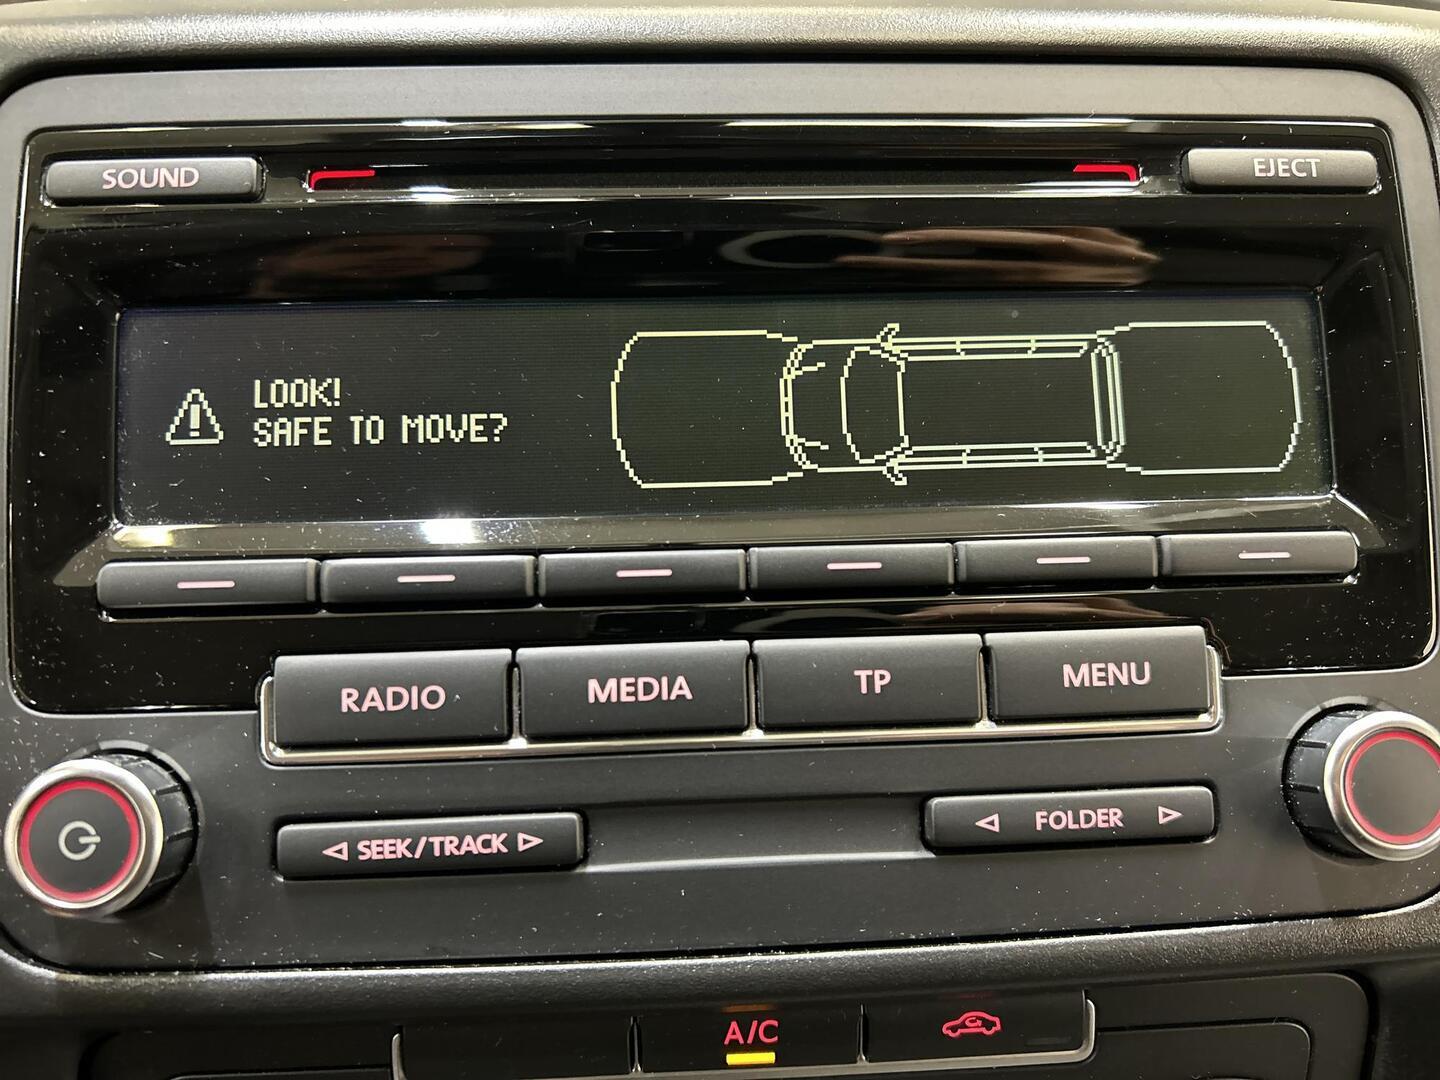 SOUND
EJECT
LOOK!
SAFE TO MOVE?
RADIO
MEDIA
TP
MENU
SEEK/TRACK
FOLDER
A/C